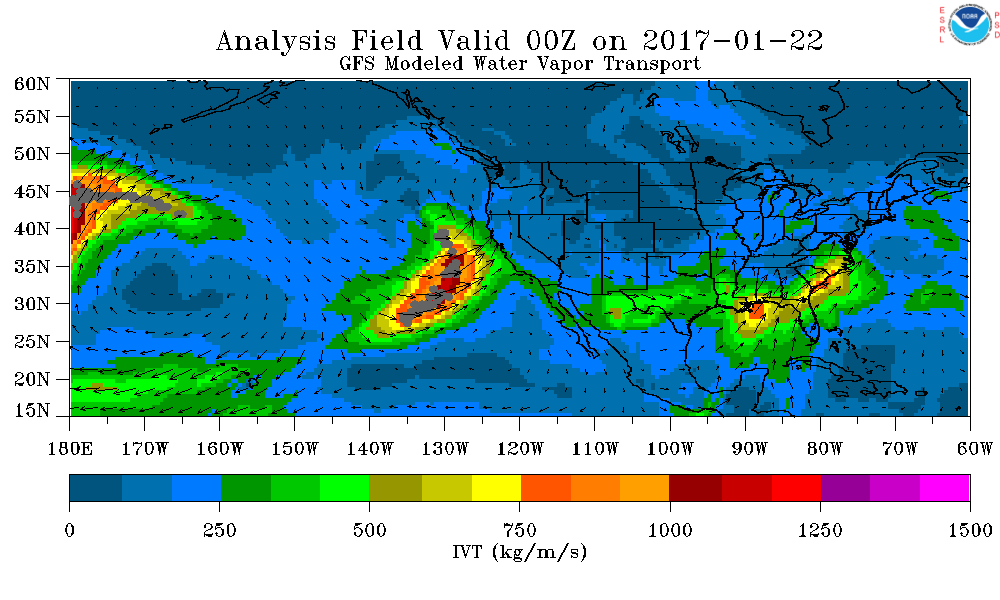 Analysis Field Valid 00Z on 2017-01-22
GFS Modeled Water Vapor Transport
ESRL
NOAA
PSD
60N
55N
50N
45N
40N
35N
30N
25N
20N
15N
180E 170W 160W 150W 140W 130W 120W 110W 100W 90W 80W 70W 60W
0 250 500 750 1000 1250 1500
IVT (kg/m/s)